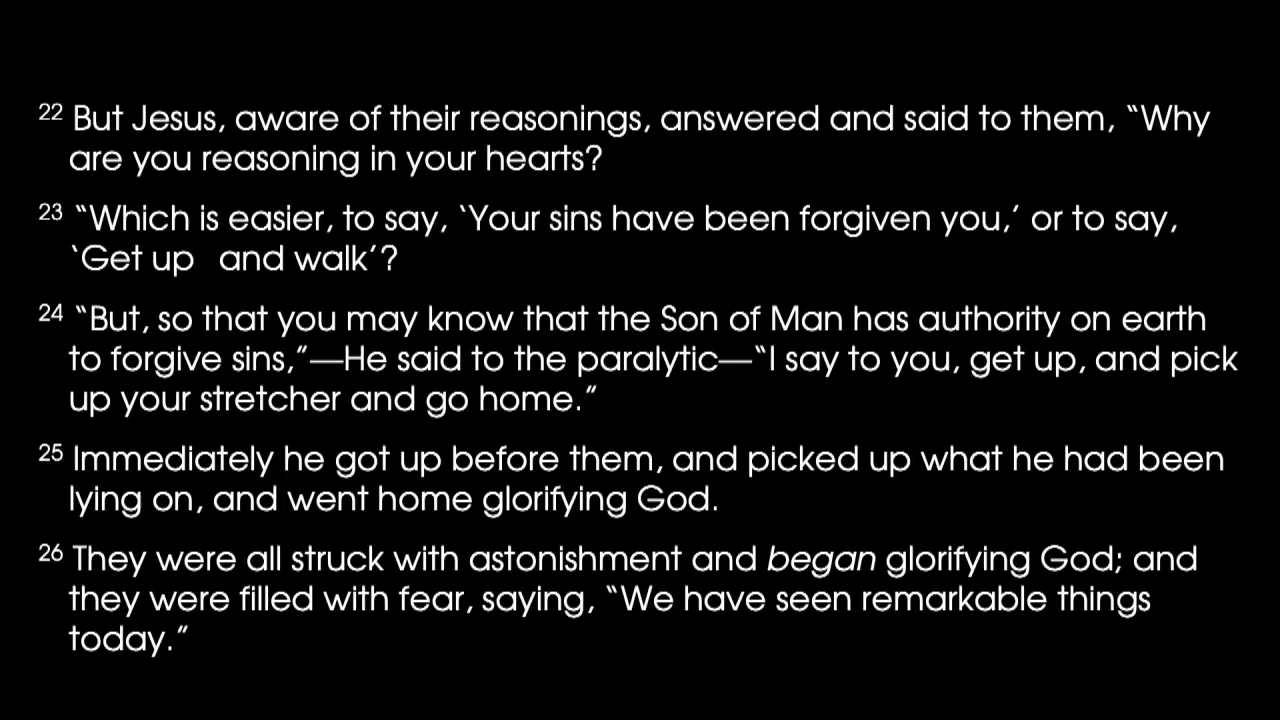 22 But Jesus, aware of their reasonings, answered and said to them, “Why
are you reasoning in your hearts?
23 “Which is easier, to say, ‘Your sins have been forgiven you,’ or to say,
‘Get up and walk’?
24 “But, so that you may know that the Son of Man has authority on earth
to forgive sins,”—He said to the paralytic—“I say to you, get up, and pick
up your stretcher and go home.”
25 Immediately he got up before them, and picked up what he had been
lying on, and went home glorifying God.
26 They were all struck with astonishment and began glorifying God; and
they were filled with fear, saying, “We have seen remarkable things
today.”